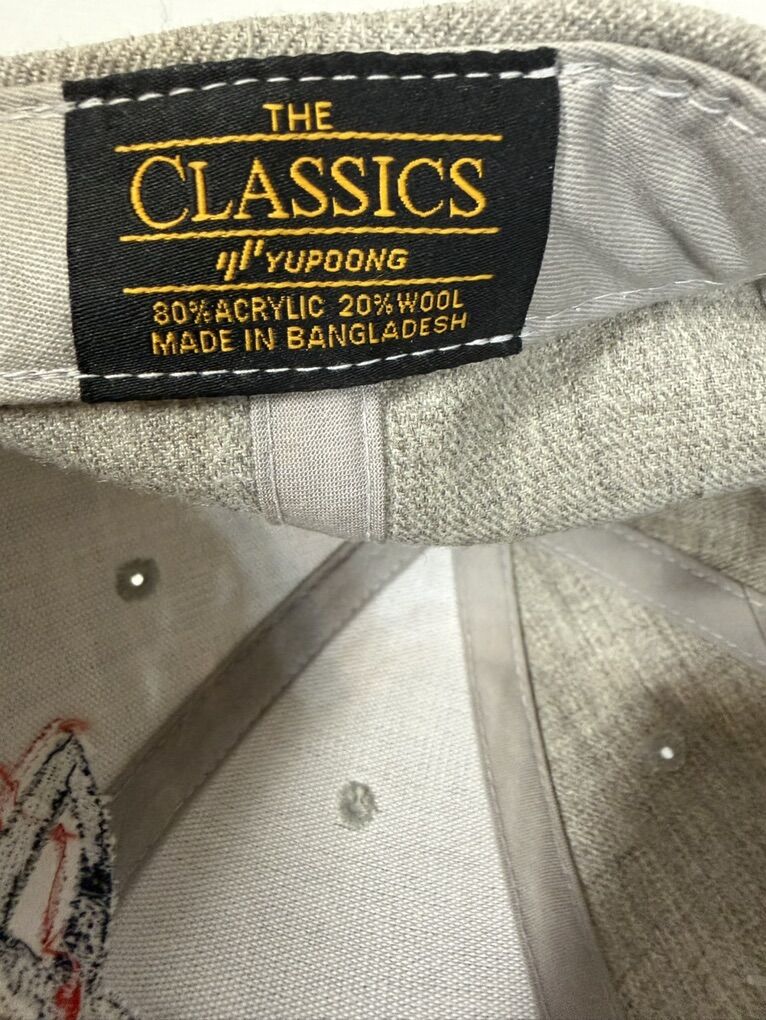 THE
CLASSICS
YUPOONG
80% ACRYLIC 20% WOOL
MADE IN BANGLADESH